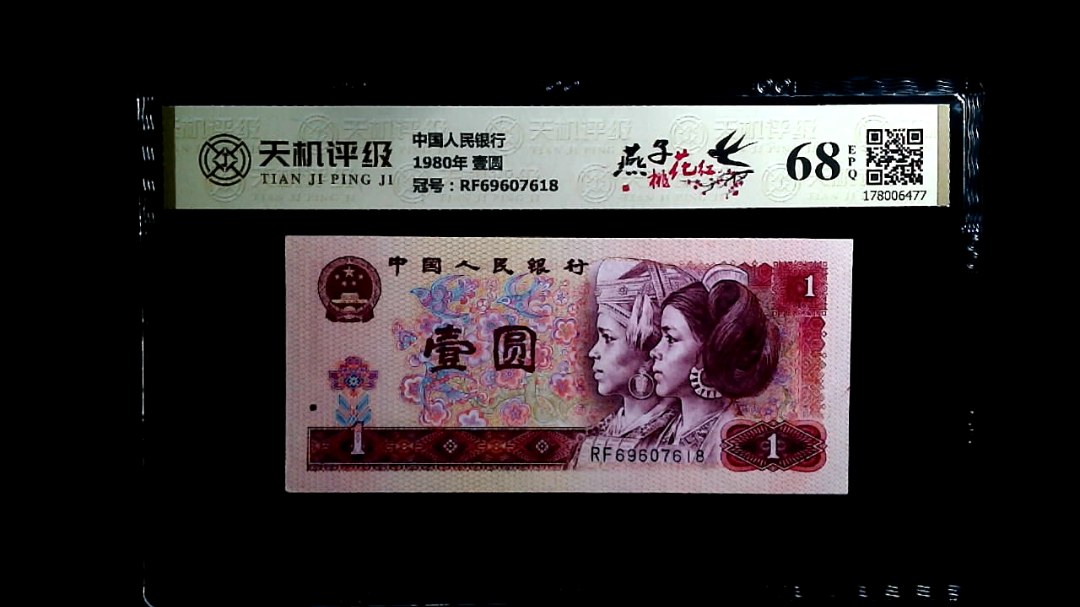 天机评级
TIAN JI PING JI
中国人民银行
1980年 壹圆
冠号：RF69607618
燕子
桃花红
68
EPQ
178006477
中国人民银行
1
壹圆
1
RF69607618
1